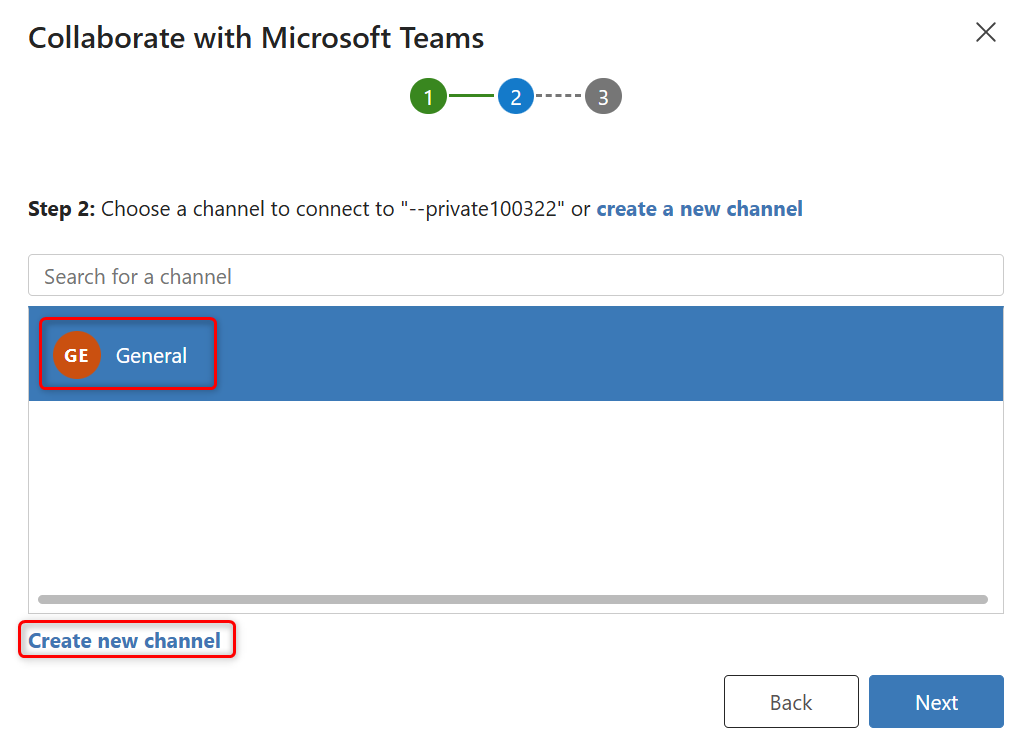 Collaborate with Microsoft Teams
1 2 3
Step 2: Choose a channel to connect to "--private100322" or create a new channel
Search for a channel
GE General
Create new channel
Back Next